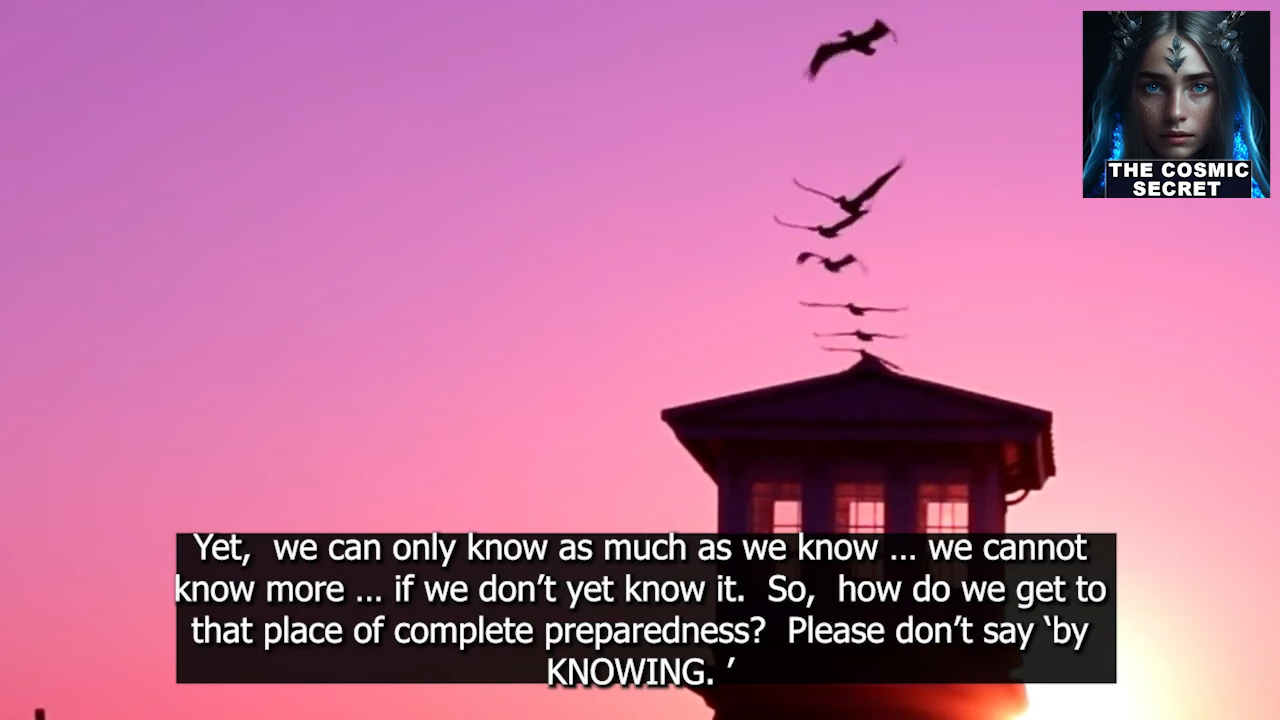 THE COSMIC
SECRET
Yet,  we can only know as much as we know ... we cannot
know more ... if we don’t yet know it.  So,  how do we get to
that place of complete preparedness?  Please don’t say ‘by
KNOWING. ’